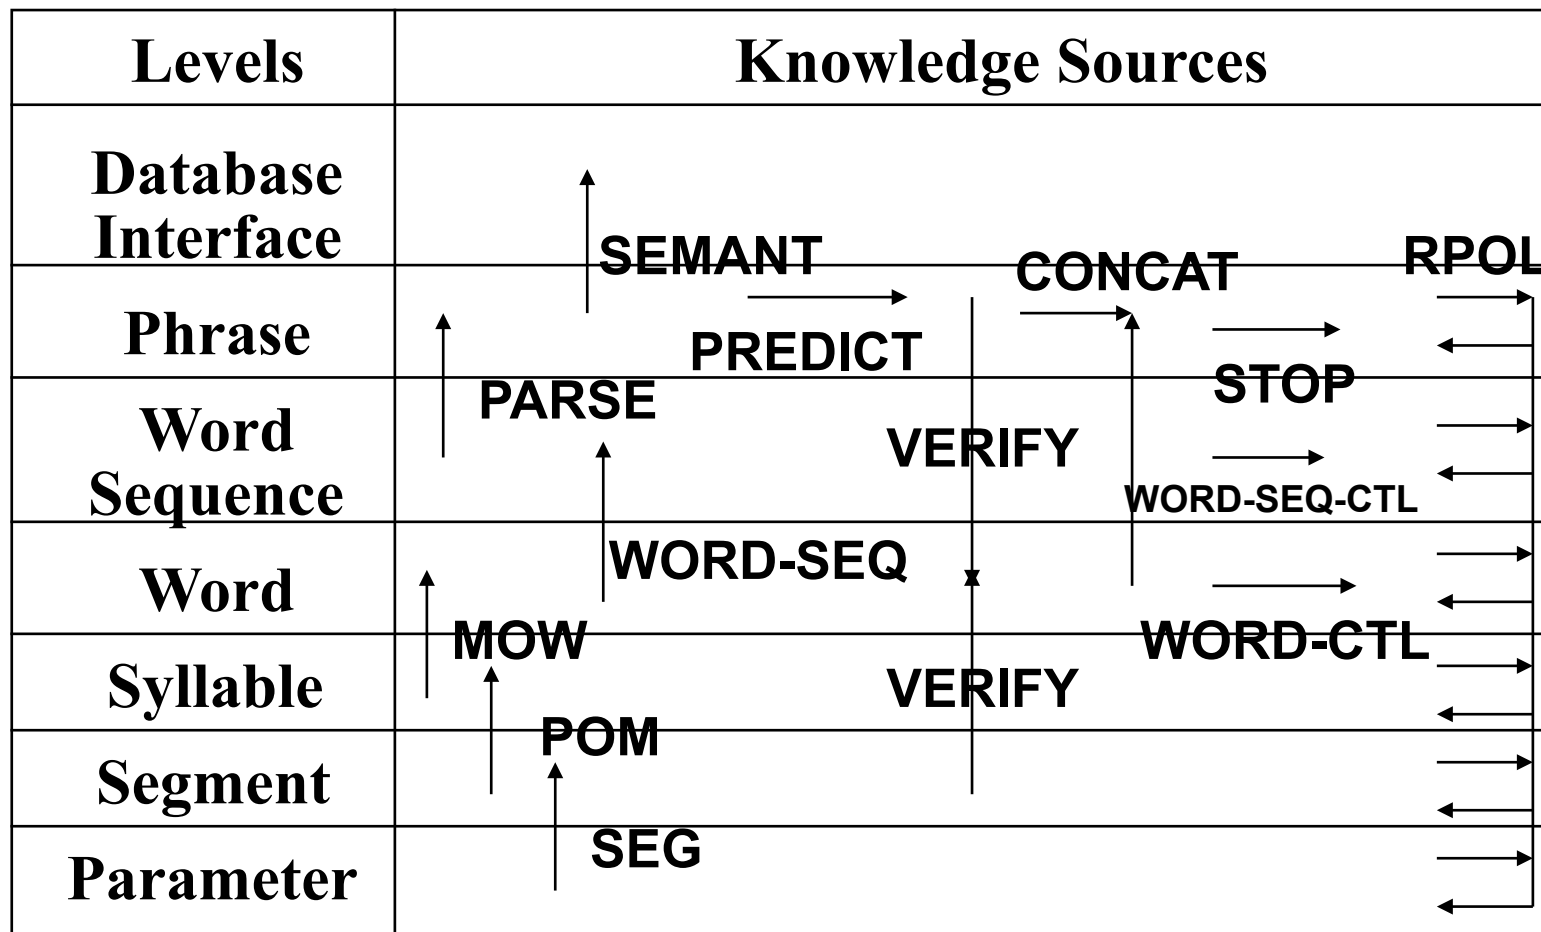 Levels
Knowledge Sources
Database
Interface
SEMANT
CONCAT
RPOL
Phrase
PREDICT
STOP
PARSE
Word
Sequence
VERIFY
WORD-SEQ-CTL
WORD-SEQ
Word
MOW
WORD-CTL
Syllable
VERIFY
POM
Segment
SEG
Parameter